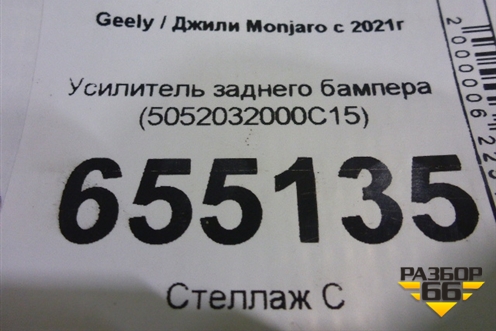 Geely / Джили Monjaro с 2021г
Усилитель заднего бампера
(5052032000C15)
655135
Стеллаж С
РАЗБОР
66